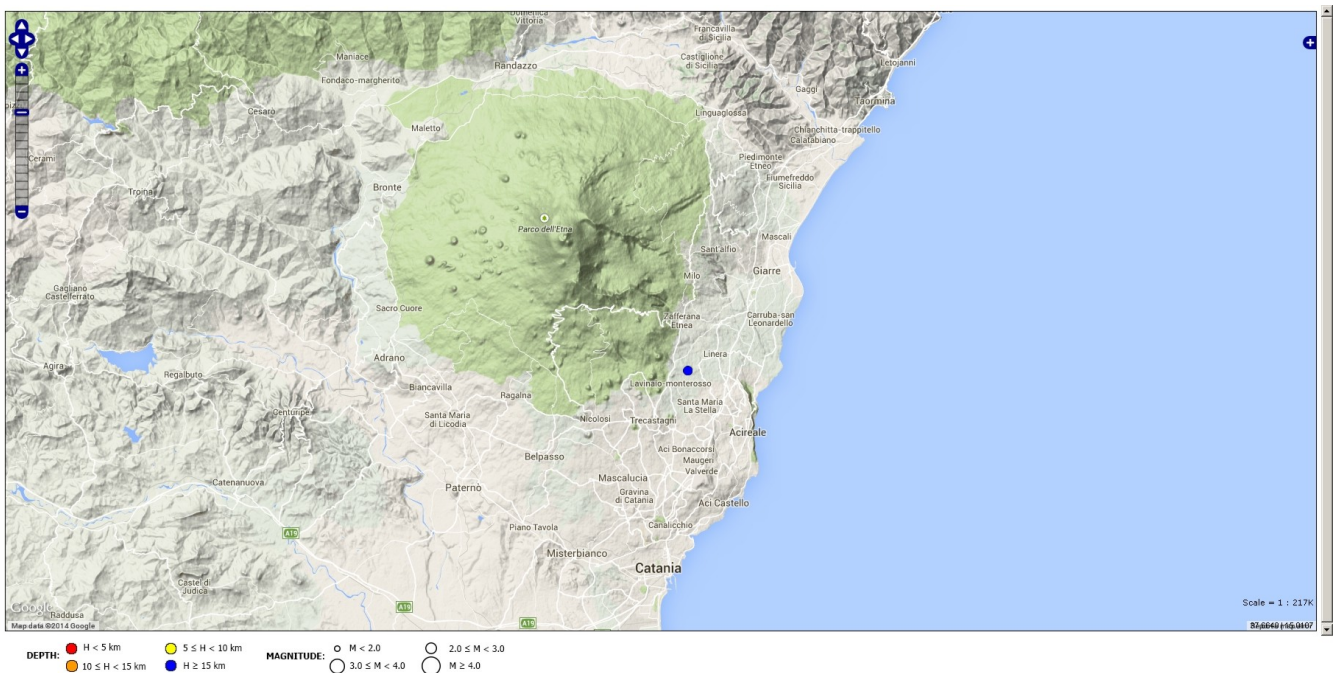 Domenica
Vittoria
Francavilla
di Sicilia
Maniace
Randazzo
Castiglione
di Sicilia
Letojanni
Fondaco-margherito
Gaggi
Taormina
Cesarò
Linguaglossa
Maletto
Chianchitta-trappitello
Calatabiano
Cerami
Piedimonte
Etneo
Fiumefreddo
Sicilia
Troina
Bronte
Parco dell'Etna
Mascali
Sant'alfio
Milo
Giarre
Gagliano
Castelferrato
Sacro Cuore
Zafferana
Etnea
Carruba-san
Leonardello
Adrano
Linera
Agira
Regalbuto
Biancavilla
Lavinaio-monterosso
Ragalna
Santa Maria
La Stella
Centuripe
Santa Maria
di Licodia
Nicolosi
Trecastagni
Acireale
Belpasso
Aci Bonaccorsi
Maugeri
Valverde
Catenanuova
Paternò
Mascalucia
Gravina
di Catania
Aci Castello
A19
Piano Tavola
Canalicchio
Misterbianco
Catania
Castel di
Judica
Google
Raddusa
A19
Scale = 1 : 217K
Map data ©2014 Google
A19
DEPTH:
H < 5 km
5 ≤ H < 10 km
10 ≤ H < 15 km
H ≥ 15 km
MAGNITUDE:
M < 2.0
2.0 ≤ M < 3.0
3.0 ≤ M < 4.0
M ≥ 4.0